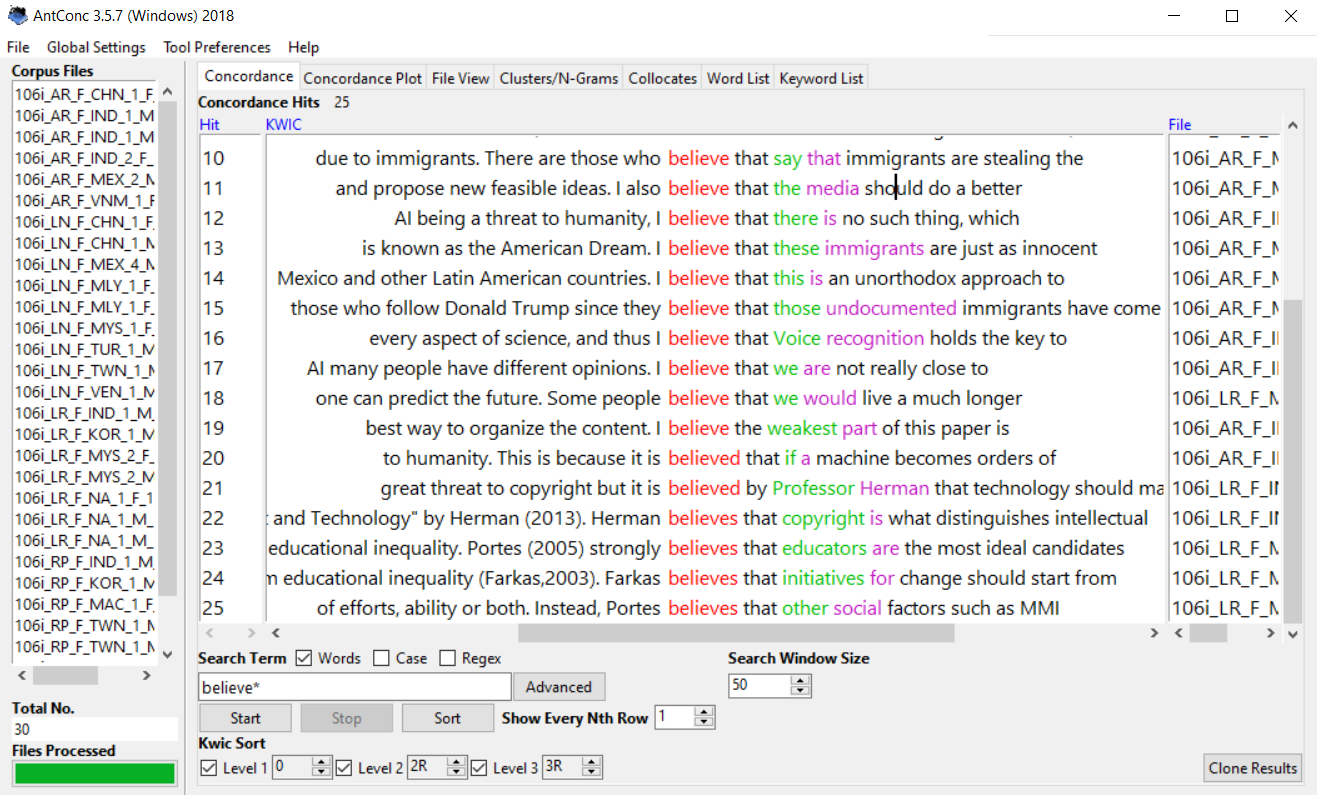 AntConc 3.5.7 (Windows) 2018
File Global Settings Tool Preferences Help
Corpus Files
106i_AR_F_CHN_1_F_
106i_AR_F_IND_1_M
106i_AR_F_IND_1_M
106i_AR_F_IND_2_F_
106i_AR_F_MEX_2_M
106i_AR_F_VNM_1_F
106i_LN_F_CHN_1_F_
106i_LN_F_CHN_1_M
106i_LN_F_MEX_4_M
106i_LN_F_MLY_1_F_
106i_LN_F_MLY_1_F_
106i_LN_F_MYS_1_F_
106i_LN_F_TUR_1_M
106i_LN_F_TWN_1_M
106i_LN_F_VEN_1_M
106i_LR_F_IND_1_M_
106i_LR_F_KOR_1_M
106i_LR_F_MYS_2_F_
106i_LR_F_MYS_2_M
106i_LR_F_NA_1_F_1
106i_LR_F_NA_1_M_
106i_LR_F_NA_1_M_
106i_RP_F_IND_1_M_
106i_RP_F_KOR_1_M
106i_RP_F_MAC_1_F_
106i_RP_F_TWN_1_M
106i_RP_F_TWN_1_M
Total No.
30
Files Processed
Concordance Concordance Plot File View Clusters/N-Grams Collocates Word List Keyword List
Concordance Hits 25
Hit KWIC File
10 due to immigrants. There are those who believe that say that immigrants are stealing the 106i_AR_F_M
11 and propose new feasible ideas. I also believe that the media should do a better 106i_AR_F_M
12 AI being a threat to humanity, I believe that there is no such thing, which 106i_AR_F_II
13 is known as the American Dream. I believe that these immigrants are just as innocent 106i_AR_F_M
14 Mexico and other Latin American countries. I believe that this is an unorthodox approach to 106i_AR_F_M
15 those who follow Donald Trump since they believe that those undocumented immigrants have come 106i_AR_F_M
16 every aspect of science, and thus I believe that Voice recognition holds the key to 106i_AR_F_II
17 AI many people have different opinions. I believe that we are not really close to 106i_AR_F_II
18 one can predict the future. Some people believe that we would live a much longer 106i_LR_F_M
19 best way to organize the content. I believe the weakest part of this paper is 106i_AR_F_II
20 to humanity. This is because it is believed that if a machine becomes orders of 106i_AR_F_II
21 great threat to copyright but it is believed by Professor Herman that technology should ma 106i_LR_F_IN
22 and Technology" by Herman (2013). Herman believes that copyright is what distinguishes intellectual 106i_LR_F_IN
23 educational inequality. Portes (2005) strongly believes that educators are the most ideal candidates 106i_LR_F_M
24 m educational inequality (Farkas,2003). Farkas believes that initiatives for change should start from 106i_LR_F_M
25 of efforts, ability or both. Instead, Portes believes that other social factors such as MMI 106i_LR_F_M
Search Term Words Case Regex Search Window Size
believe* Advanced 50
Start Stop Sort Show Every Nth Row 1
Kwic Sort
Level 1 0 Level 2 2R Level 3 3R Clone Results